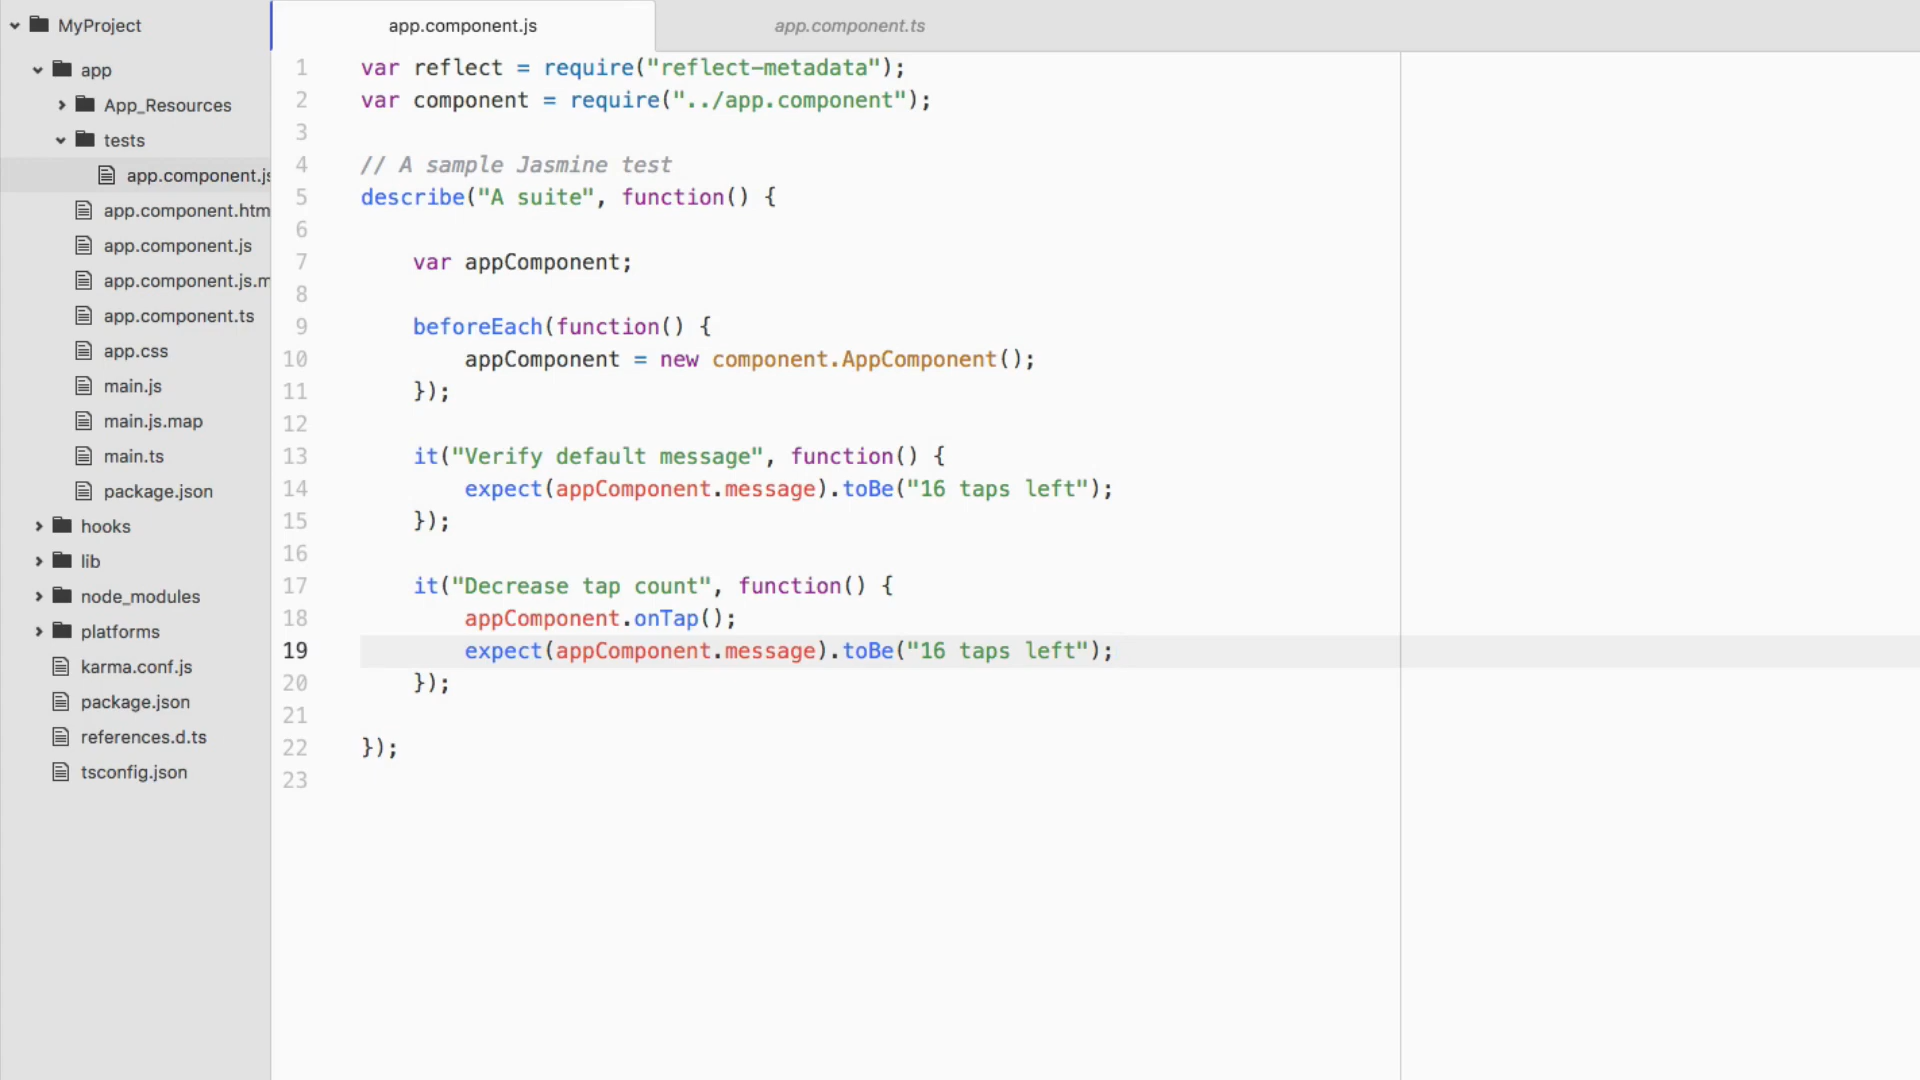 MyProject
app
App_Resources
tests
app.component.js
app.component.htm
app.component.js
app.component.js.m
app.component.ts
app.css
main.js
main.js.map
main.ts
package.json
hooks
lib
node_modules
platforms
karma.conf.js
package.json
references.d.ts
tsconfig.json
app.component.js
app.component.ts
1 var reflect = require("reflect-metadata");
2 var component = require("../app.component");
3
4 // A sample Jasmine test
5 describe("A suite", function() {
6
7 var appComponent;
8
9 beforeEach(function() {
10 appComponent = new component.AppComponent();
11 });
12
13 it("Verify default message", function() {
14 expect(appComponent.message).toBe("16 taps left");
15 });
16
17 it("Decrease tap count", function() {
18 appComponent.onTap();
19 expect(appComponent.message).toBe("16 taps left");
20 });
21
22 });
23